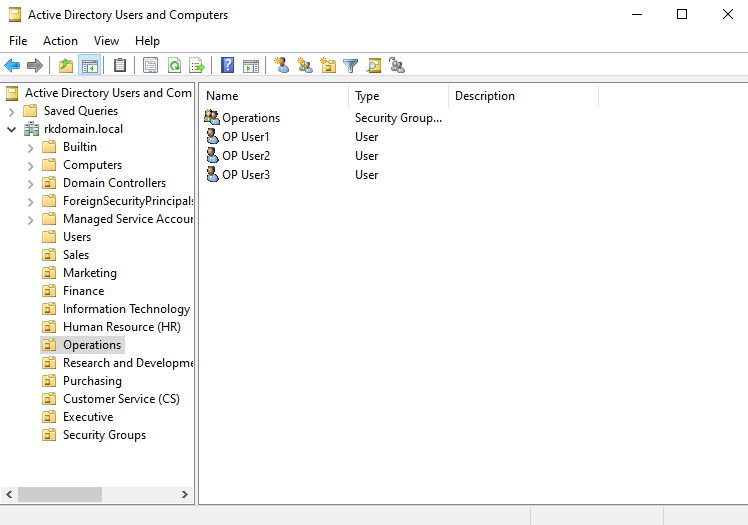 Active Directory Users and Computers
File Action View Help
Active Directory Users and Com
Saved Queries
rkdomain.local
Builtin
Computers
Domain Controllers
ForeignSecurityPrincipals
Managed Service Accour
Users
Sales
Marketing
Finance
Information Technology
Human Resource (HR)
Operations
Research and Developme
Purchasing
Customer Service (CS)
Executive
Security Groups
Name Type Description
Operations Security Group...
OP User1 User
OP User2 User
OP User3 User